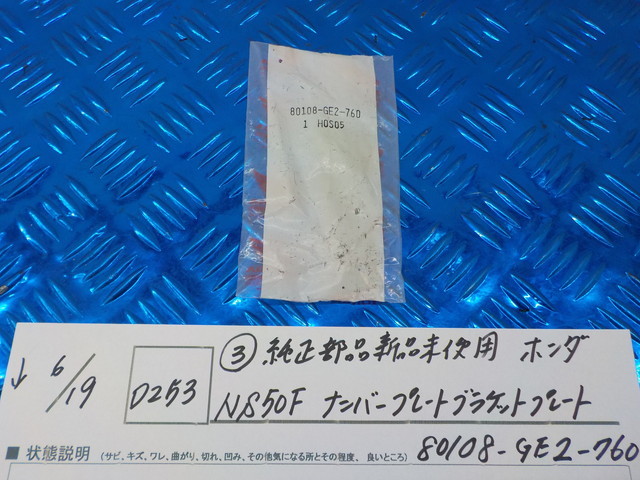 80108-GE2-760
1 H0S05
③純正部品新品未使用 ホンダ
↓ 6/19 D253 NS50F ナンバープレートブラケットプレート
■状態説明 (サビ、キズ、ワレ、曲がり、切れ、凹み、その他気になる所とその程度、良いところ) 80108-GE2-760